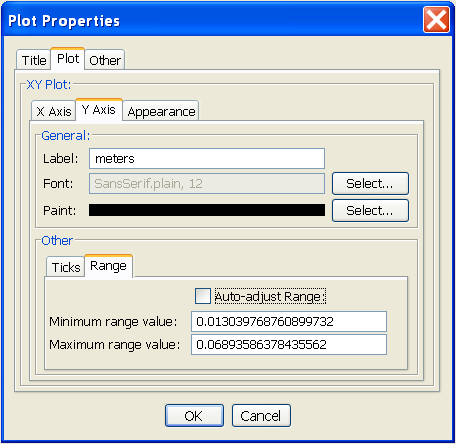 Plot Properties
Title Plot Other
XY Plot:
X Axis Y Axis Appearance
General:
Label: meters
Font: SansSerif.plain, 12 Select...
Paint: Select...
Other
Ticks Range
Auto-adjust Range:
Minimum range value: 0.013039768760899732
Maximum range value: 0.06893586378435562
OK Cancel